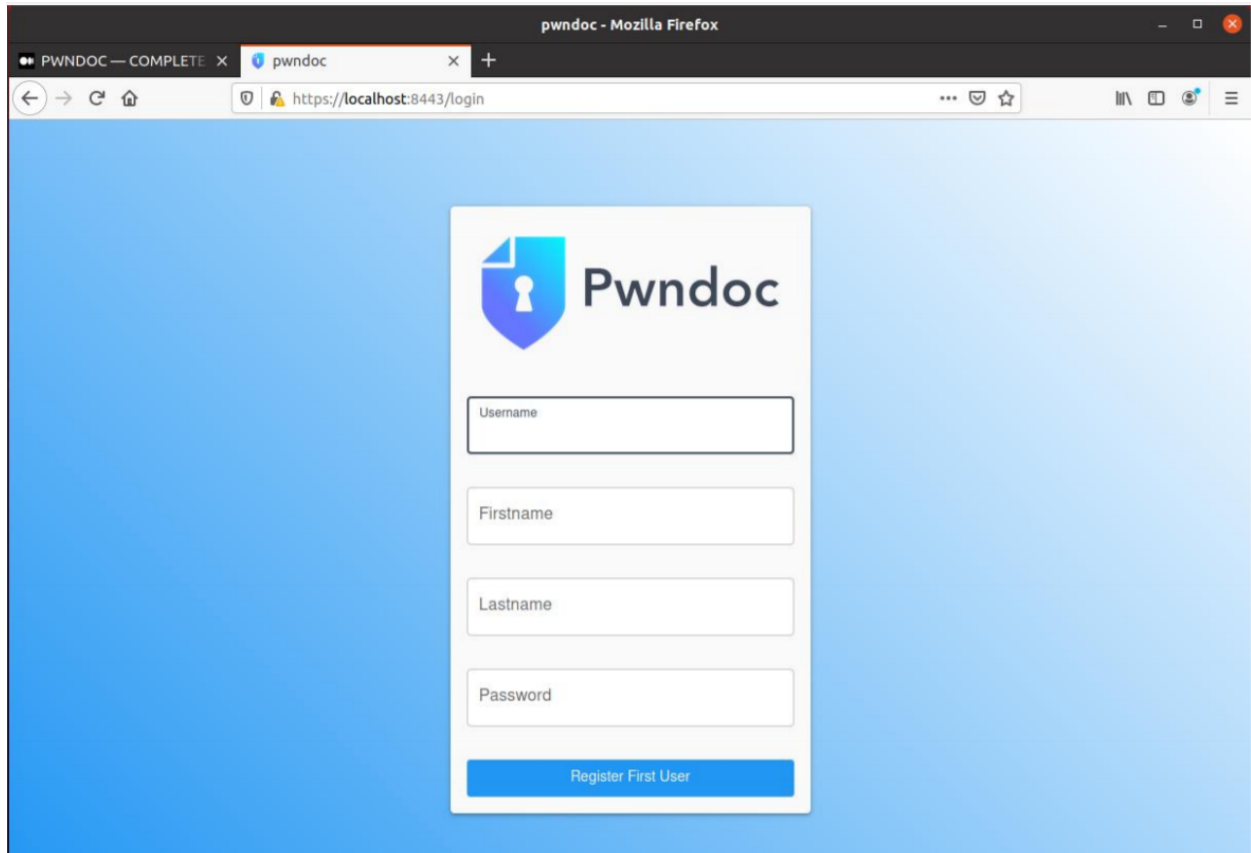 pwndoc - Mozilla Firefox
PWNDOC — COMPLETE
pwndoc
https://localhost:8443/login
Pwndoc
Username
Firstname
Lastname
Password
Register First User